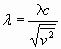 λ = λc / √(ν²)